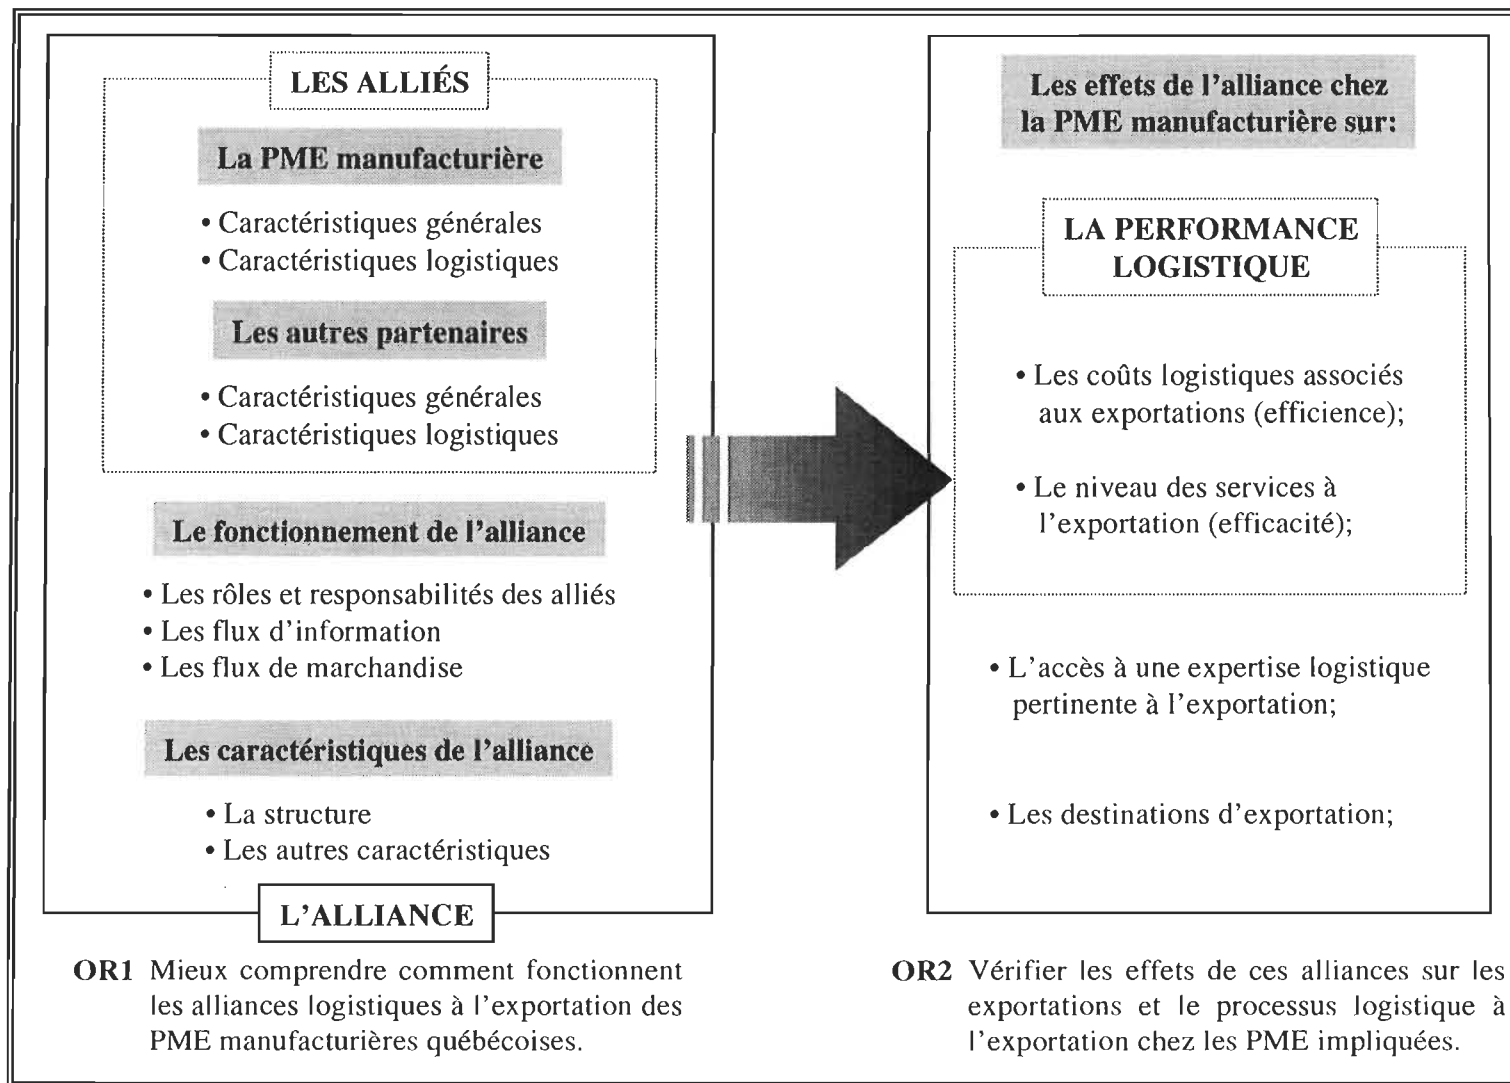 LES ALLIÉS
La PME manufacturière
• Caractéristiques générales
• Caractéristiques logistiques
Les autres partenaires
• Caractéristiques générales
• Caractéristiques logistiques
Le fonctionnement de l'alliance
• Les rôles et responsabilités des alliés
• Les flux d'information
• Les flux de marchandise
Les caractéristiques de l'alliance
• La structure
• Les autres caractéristiques
L'ALLIANCE
OR1 Mieux comprendre comment fonctionnent
les alliances logistiques à l'exportation des
PME manufacturières québécoises.
Les effets de l'alliance chez
la PME manufacturière sur:
LA PERFORMANCE
LOGISTIQUE
• Les coûts logistiques associés
aux exportations (efficience);
• Le niveau des services à
l'exportation (efficacité);
• L'accès à une expertise logistique
pertinente à l'exportation;
• Les destinations d'exportation;
OR2 Vérifier les effets de ces alliances sur les
exportations et le processus logistique à
l'exportation chez les PME impliquées.